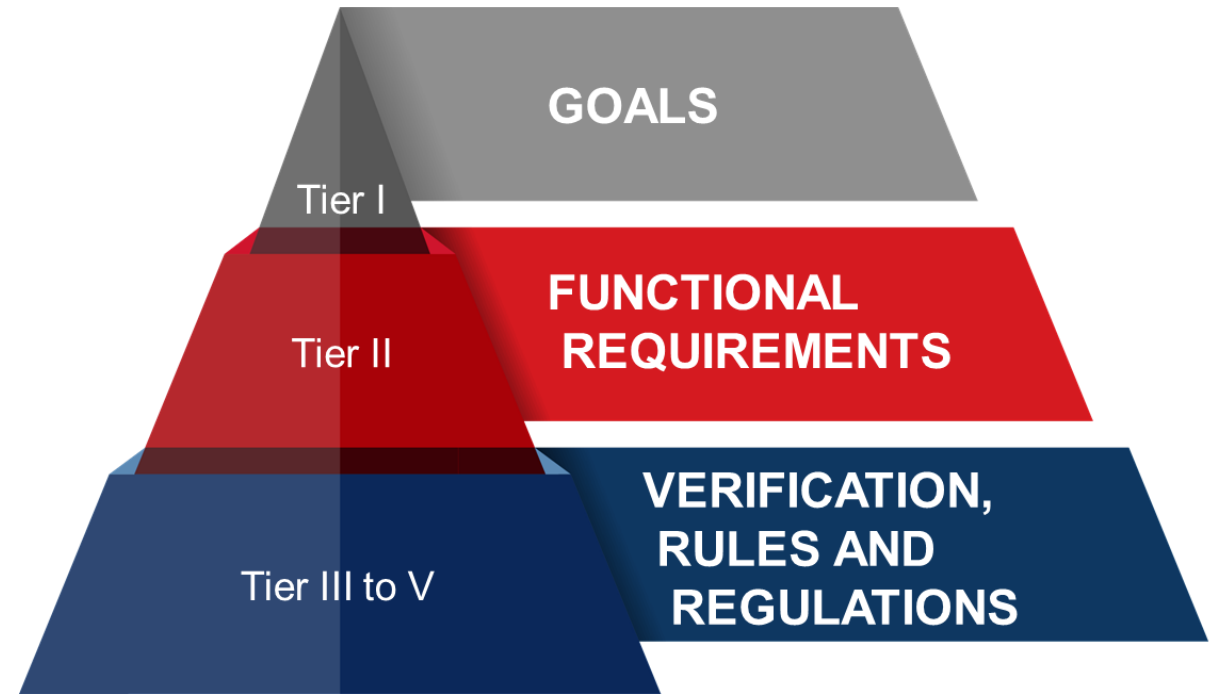 GOALS
Tier I
FUNCTIONAL
REQUIREMENTS
Tier II
VERIFICATION,
RULES AND
REGULATIONS
Tier III to V